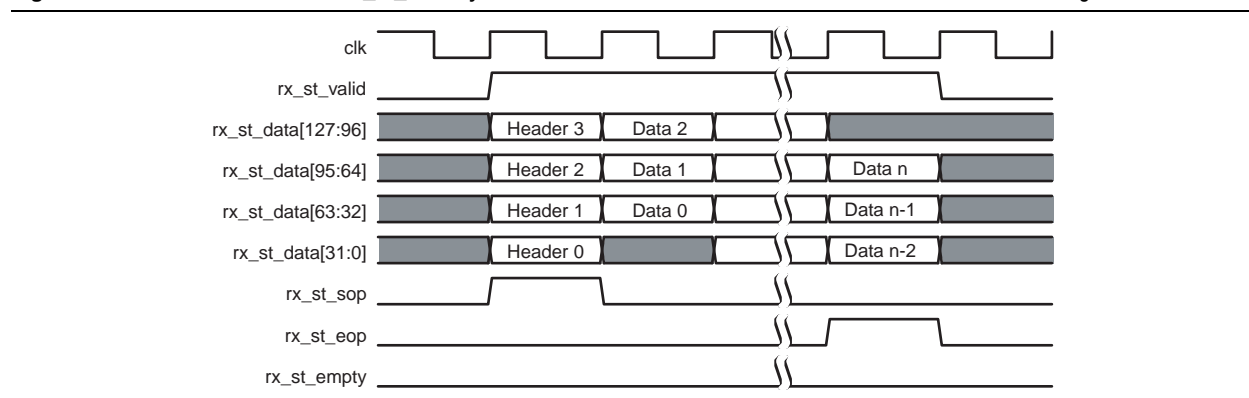 clk
rx_st_valid
rx_st_data[127:96] Header 3 Data 2
rx_st_data[95:64] Header 2 Data 1 Data n
rx_st_data[63:32] Header 1 Data 0 Data n-1
rx_st_data[31:0] Header 0 Data n-2
rx_st_sop
rx_st_eop
rx_st_empty